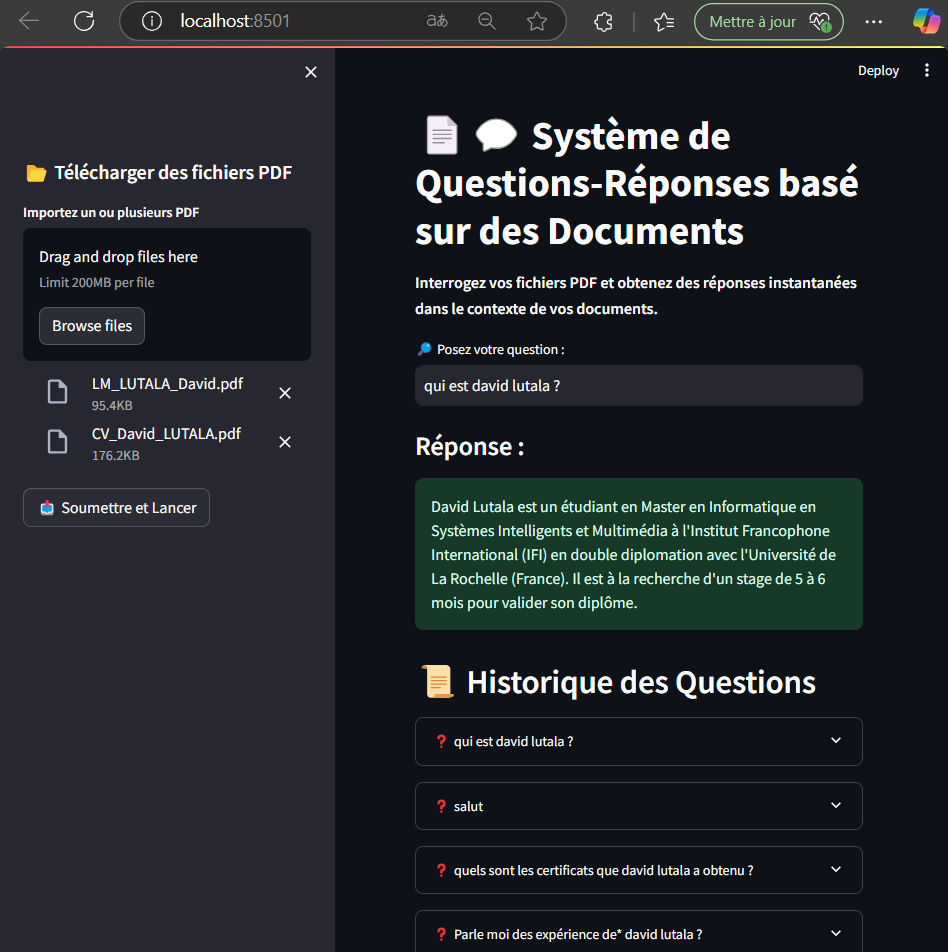 localhost:8501
aあ
Mettre à jour
Deploy
Télécharger des fichiers PDF
Importez un ou plusieurs PDF
Drag and drop files here
Limit 200MB per file
Browse files
LM_LUTALA_David.pdf
95.4KB
CV_David_LUTALA.pdf
176.2KB
Soumettre et Lancer
Système de
Questions-Réponses basé
sur des Documents
Interrogez vos fichiers PDF et obtenez des réponses instantanées
dans le contexte de vos documents.
Posez votre question :
qui est david lutala ?
Réponse :
David Lutala est un étudiant en Master en Informatique en
Systèmes Intelligents et Multimédia à l'Institut Francophone
International (IFI) en double diplomation avec l'Université de
La Rochelle (France). Il est à la recherche d'un stage de 5 à 6
mois pour valider son diplôme.
Historique des Questions
❓ qui est david lutala ?
❓ salut
❓ quels sont les certificats que david lutala a obtenu ?
❓ Parle moi des expérience de* david lutala ?